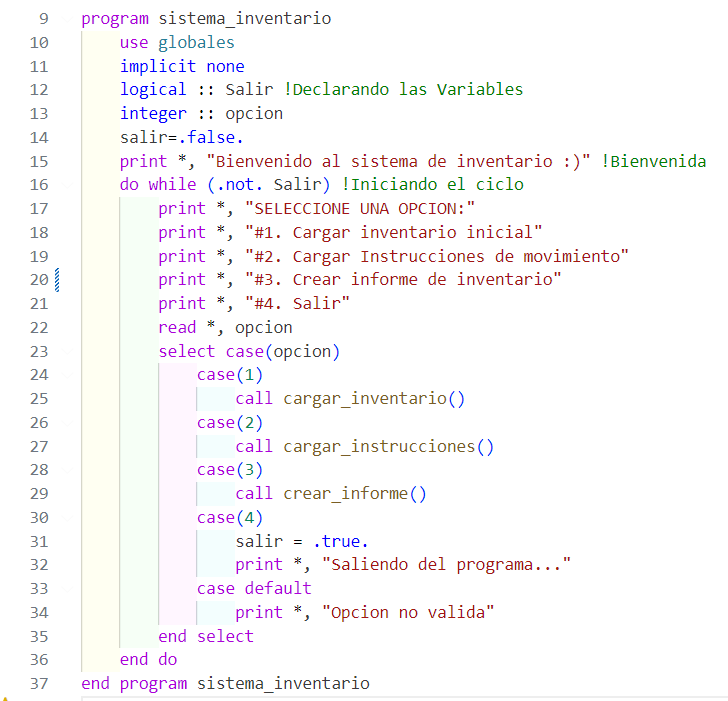 9 program sistema_inventario
10 use globales
11 implicit none
12 logical :: Salir !Declarando las Variables
13 integer :: opcion
14 salir=.false.
15 print *, "Bienvenido al sistema de inventario :)" !Bienvenida
16 do while (.not. Salir) !Iniciando el ciclo
17 print *, "SELECCIONE UNA OPCION:"
18 print *, "#1. Cargar inventario inicial"
19 print *, "#2. Cargar Instrucciones de movimiento"
20 print *, "#3. Crear informe de inventario"
21 print *, "#4. Salir"
22 read *, opcion
23 select case(opcion)
24 case(1)
25 call cargar_inventario()
26 case(2)
27 call cargar_instrucciones()
28 case(3)
29 call crear_informe()
30 case(4)
31 salir = .true.
32 print *, "Saliendo del programa..."
33 case default
34 print *, "Opcion no valida"
35 end select
36 end do
37 end program sistema_inventario